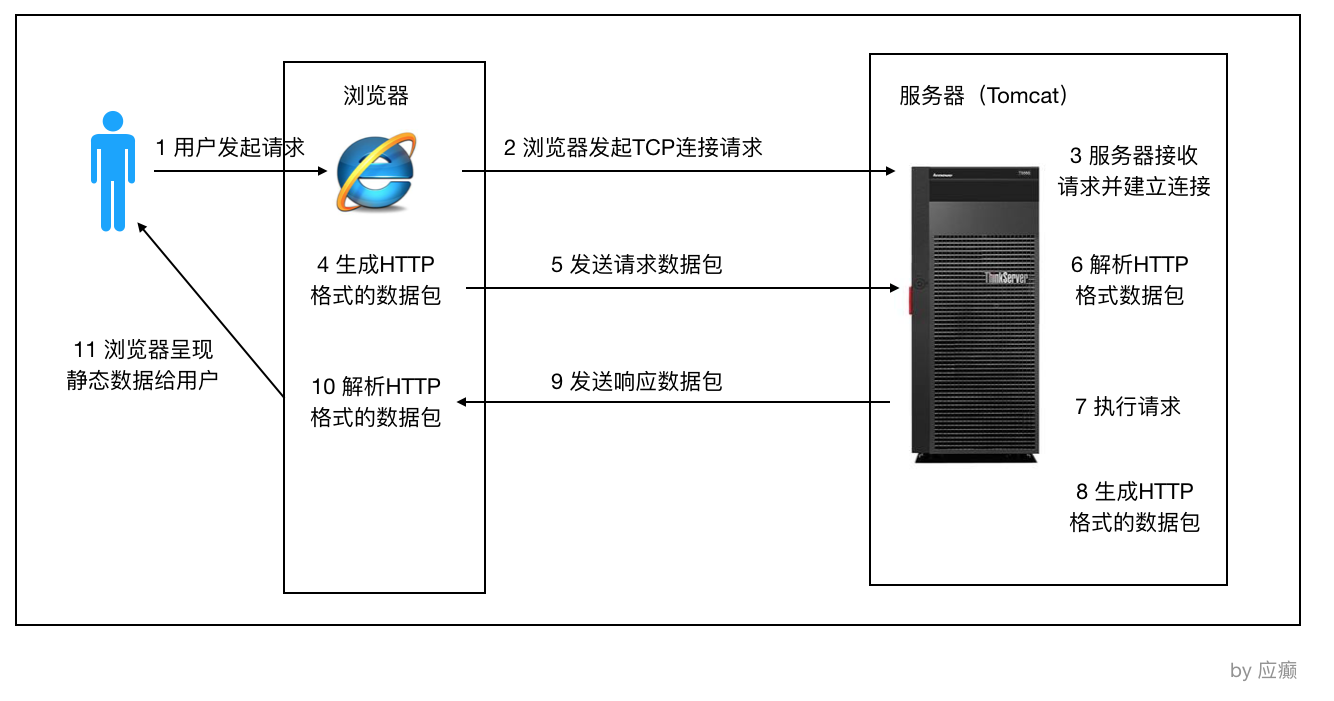 浏览器
服务器（Tomcat）
1 用户发起请求
2 浏览器发起TCP连接请求
3 服务器接收
请求并建立连接
4 生成HTTP
格式的数据包
5 发送请求数据包
ThinkServer
6 解析HTTP
格式数据包
11 浏览器呈现
静态数据给用户
10 解析HTTP
格式的数据包
9 发送响应数据包
7 执行请求
8 生成HTTP
格式的数据包
by 应癫